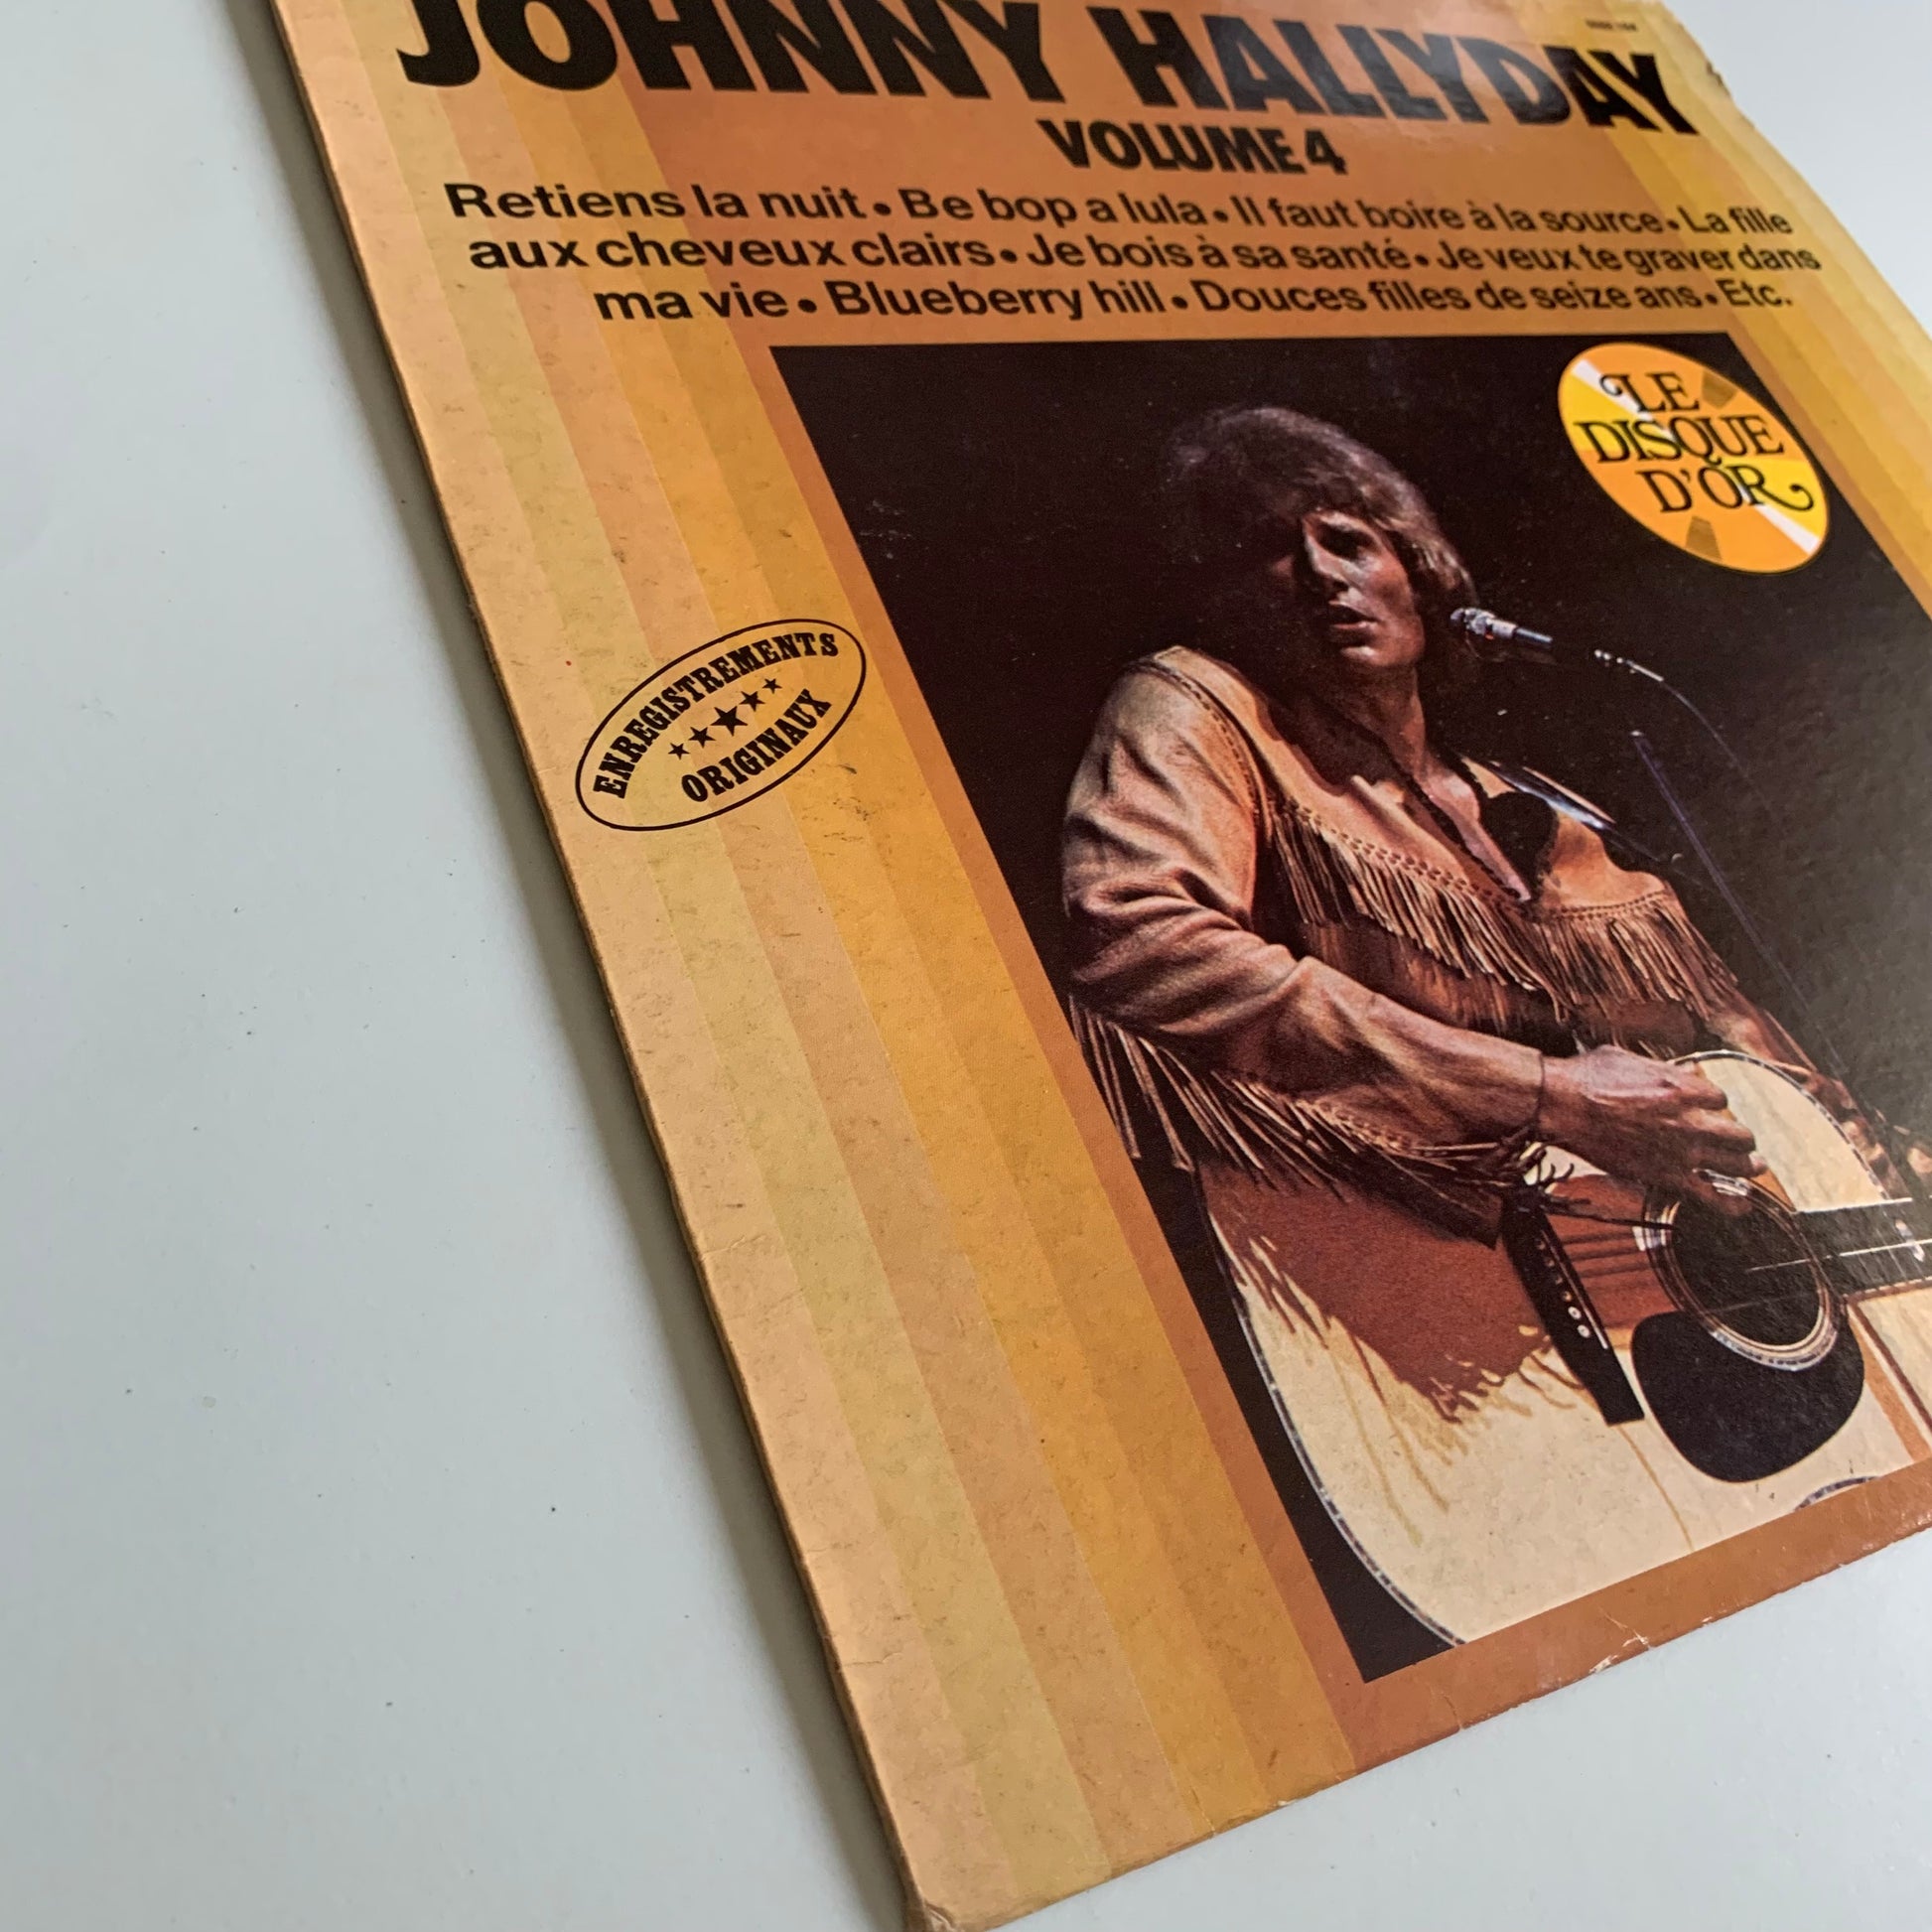 JOHNNY HALLYDAY
VOLUME 4
Retiens la nuit • Be bop a lula • Il faut boire à la source • La fille
aux cheveux clairs • Je bois à sa santé • Je veux te graver dans
ma vie • Blueberry hill • Douces filles de seize ans • Etc.
LE
DISQUE
D'OR
ENREGISTREMENTS
ORIGINAUX